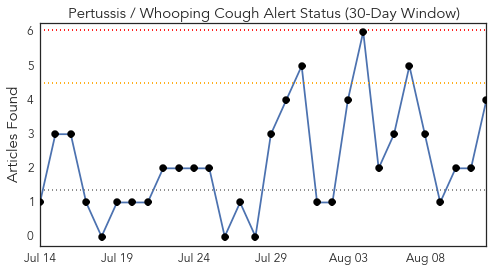 Pertussis / Whooping Cough Alert Status (30-Day Window)
Articles Found
6
5
4
3
2
1
0
Jul 14 Jul 19 Jul 24 Jul 29 Aug 03 Aug 08